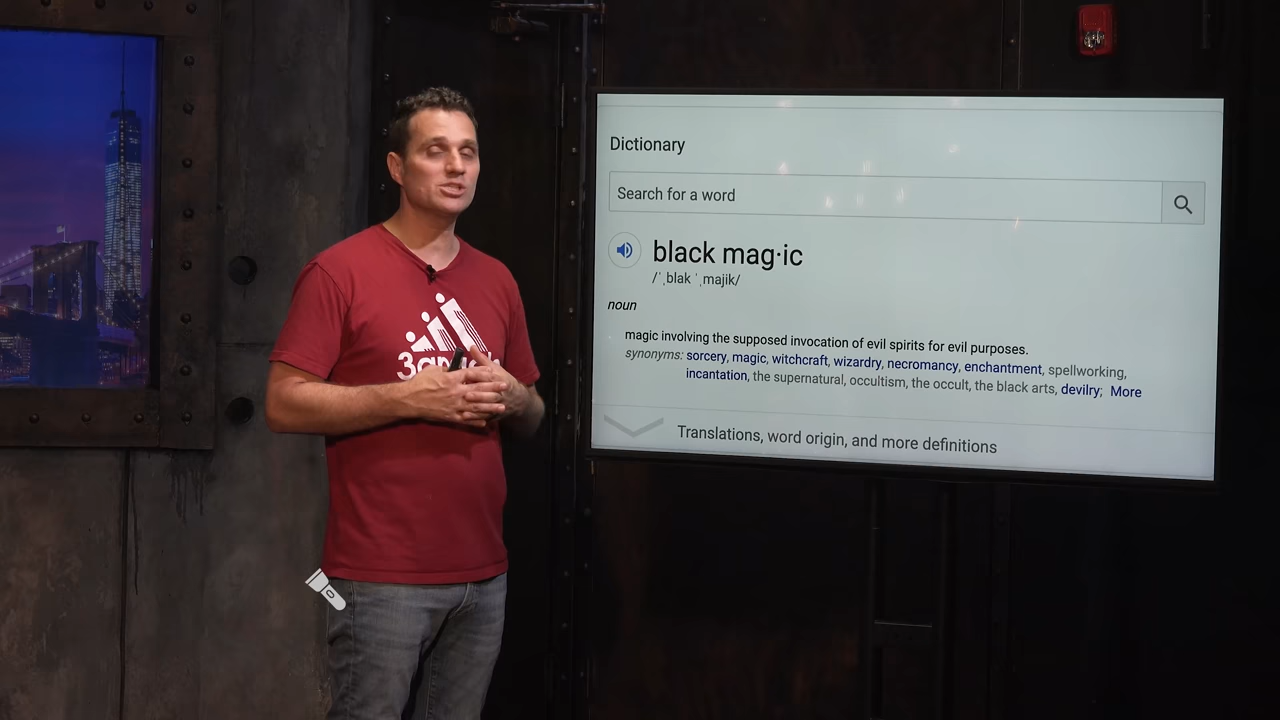 Dictionary
Search for a word
black mag·ic
/ˈˌblak ˈˌmajik/
noun
magic involving the supposed invocation of evil spirits for evil purposes.
synonyms: sorcery, magic, witchcraft, wizardry, necromancy, enchantment, spellworking,
incantation, the supernatural, occultism, the occult, the black arts, devilry; More
Translations, word origin, and more definitions